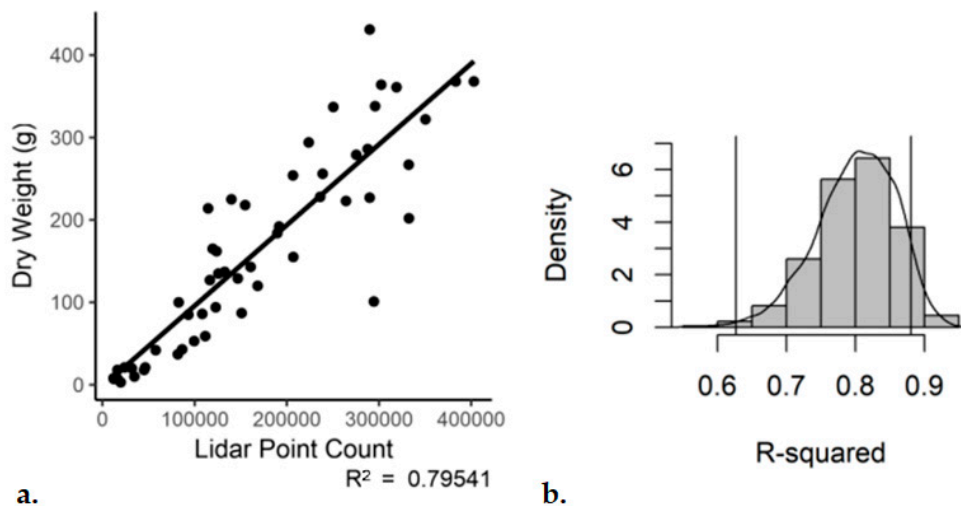 400
300
200
100
0
Dry Weight (g)
0 100000 200000 300000 400000
Lidar Point Count
R² = 0.79541
a.
6
4
2
0
Density
0.6 0.7 0.8 0.9
R-squared
b.